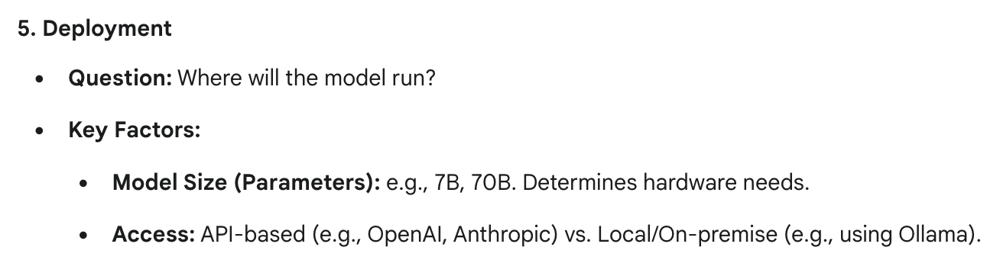 5. Deployment
• Question: Where will the model run?
• Key Factors:
• Model Size (Parameters): e.g., 7B, 70B. Determines hardware needs.
• Access: API-based (e.g., OpenAI, Anthropic) vs. Local/On-premise (e.g., using Ollama).